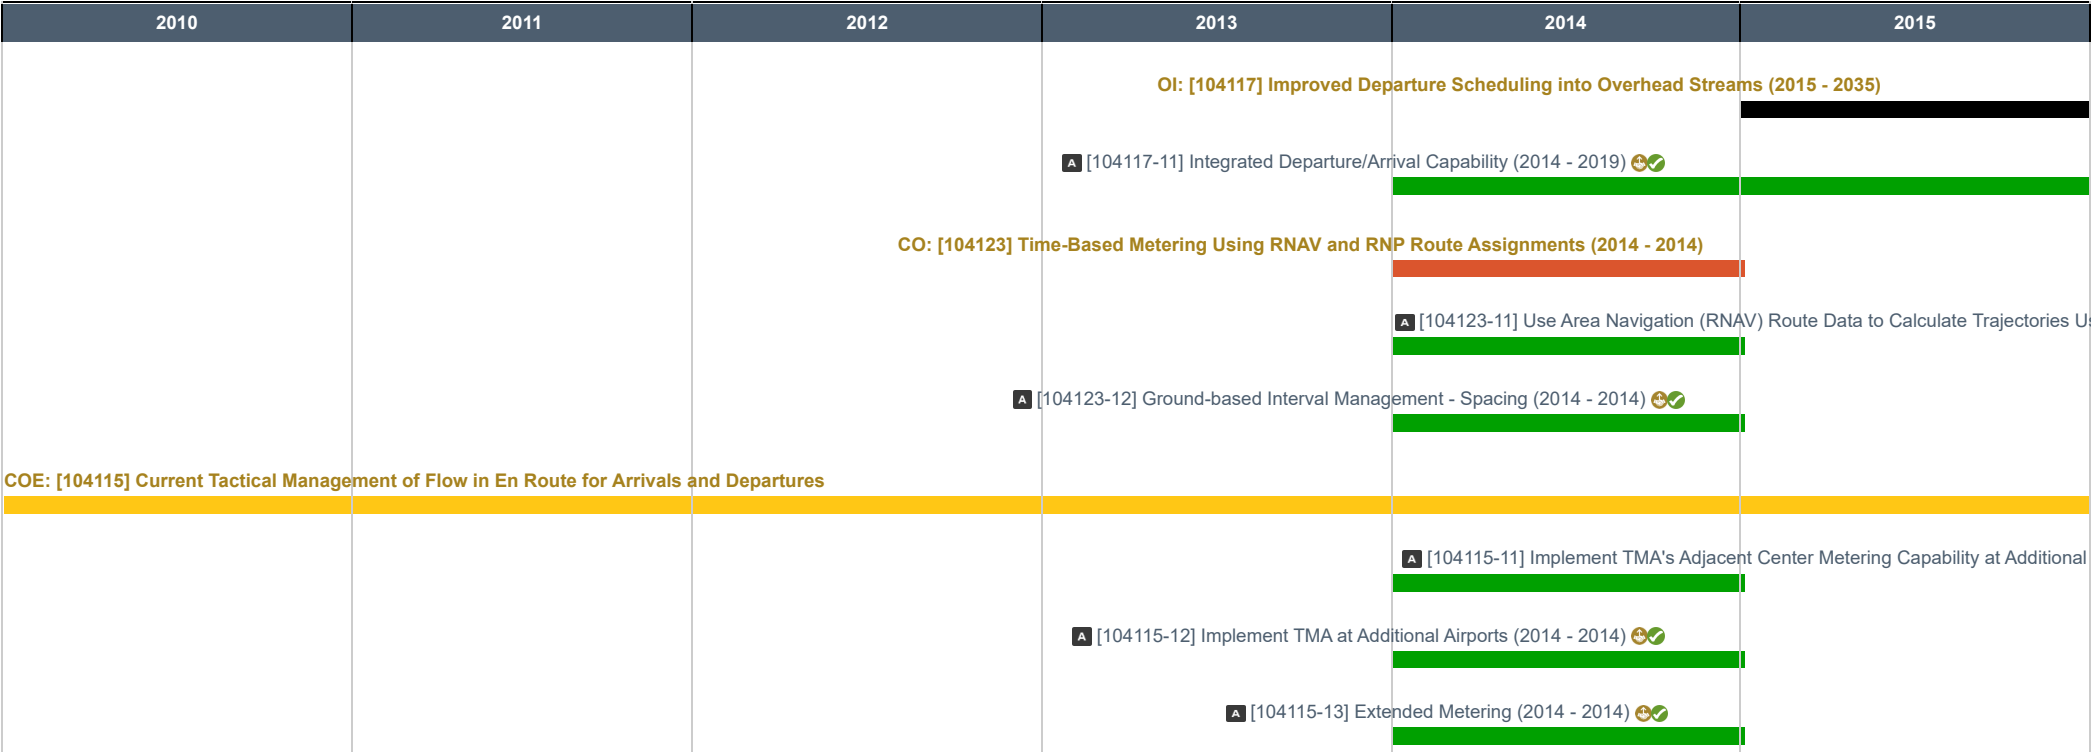 2010 2011 2012 2013 2014 2015
OI: [104117] Improved Departure Scheduling into Overhead Streams (2015 - 2035)
A [104117-11] Integrated Departure/Arrival Capability (2014 - 2019)
CO: [104123] Time-Based Metering Using RNAV and RNP Route Assignments (2014 - 2014)
A [104123-11] Use Area Navigation (RNAV) Route Data to Calculate Trajectories
A [104123-12] Ground-based Interval Management - Spacing (2014 - 2014)
COE: [104115] Current Tactical Management of Flow in En Route for Arrivals and Departures
A [104115-11] Implement TMA's Adjacent Center Metering Capability at Additional
A [104115-12] Implement TMA at Additional Airports (2014 - 2014)
A [104115-13] Extended Metering (2014 - 2014)